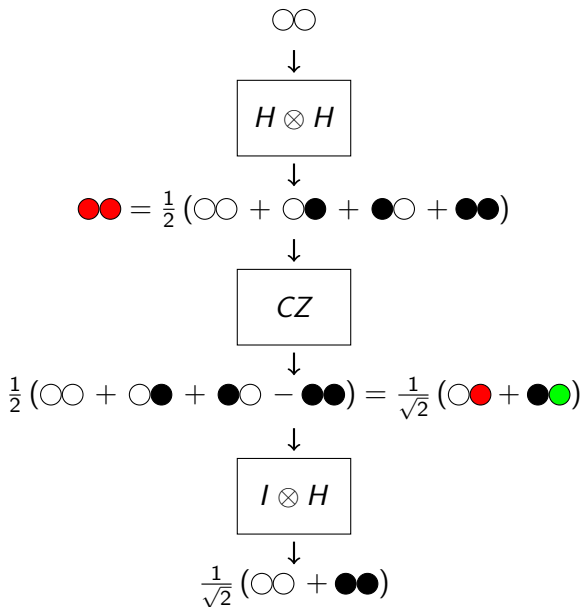 ○○
↓
H ⊗ H
↓
🔴🔴 = 1/2 (○○ + ○● + ●○ + ●●)
↓
CZ
↓
1/2 (○○ + ○● + ●○ − ●●) = 1/√2 (○🔴 + ●🟢)
↓
I ⊗ H
↓
1/√2 (○○ + ●●)